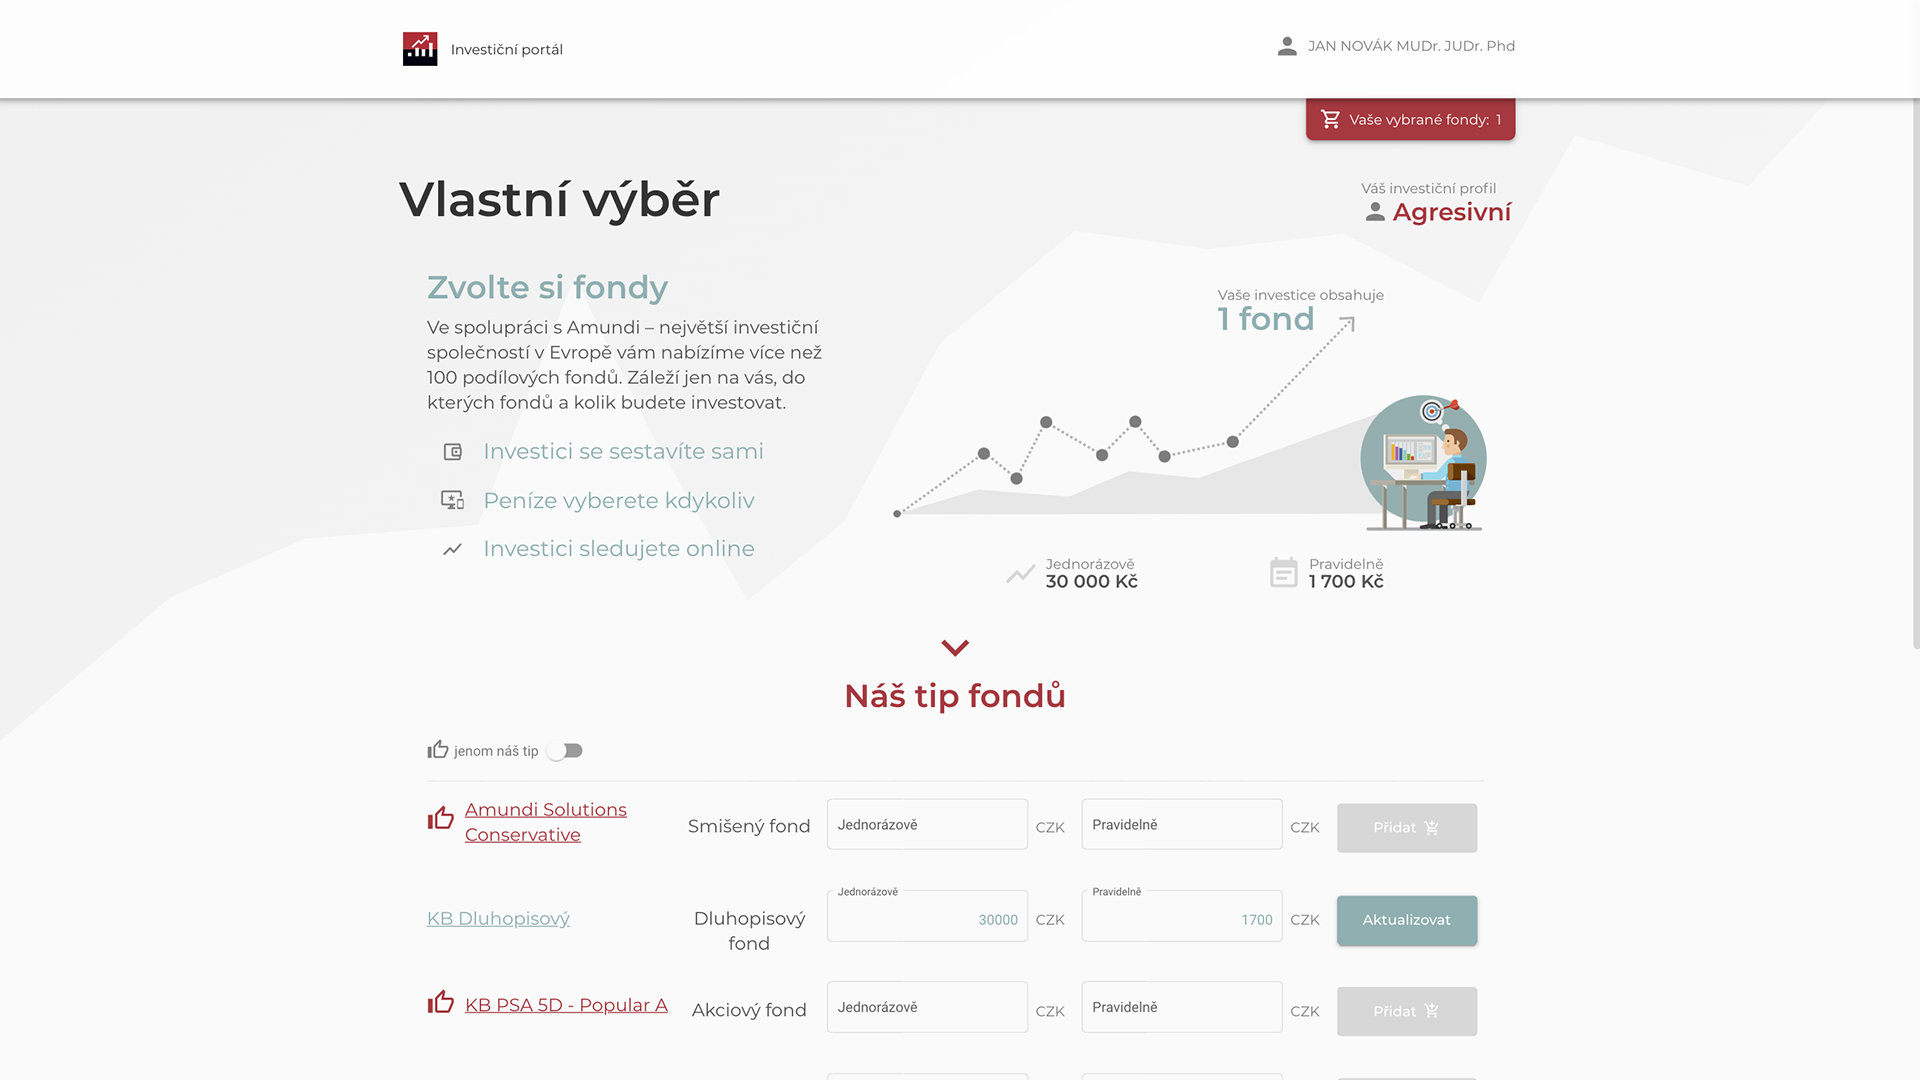 Investiční portál
JAN NOVÁK MUDr. JUDr. Phd
Vaše vybrané fondy: 1
Vlastní výběr
Váš investiční profil
Agresivní
Zvolte si fondy
Ve spolupráci s Amundi – největší investiční
společností v Evropě vám nabízíme více než
100 podílových fondů. Záleží jen na vás, do
kterých fondů a kolik budete investovat.
Investici se sestavíte sami
Peníze vyberete kdykoliv
Investici sledujete online
Vaše investice obsahuje
1 fond
Jednorázově
30 000 Kč
Pravidelně
1 700 Kč
Náš tip fondů
jenom náš tip
Amundi Solutions
Conservative
Smíšený fond
Jednorázově
CZK
Pravidelně
CZK
Přidat
KB Dluhopisový
Dluhopisový
fond
Jednorázově
30000
CZK
Pravidelně
1700
CZK
Aktualizovat
KB PSA 5D - Popular A
Akciový fond
Jednorázově
CZK
Pravidelně
CZK
Přidat